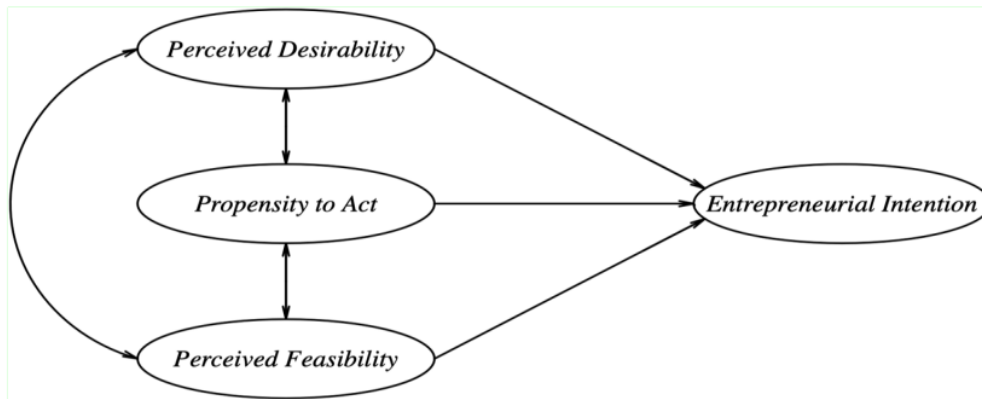 Perceived Desirability
Propensity to Act
Entrepreneurial Intention
Perceived Feasibility